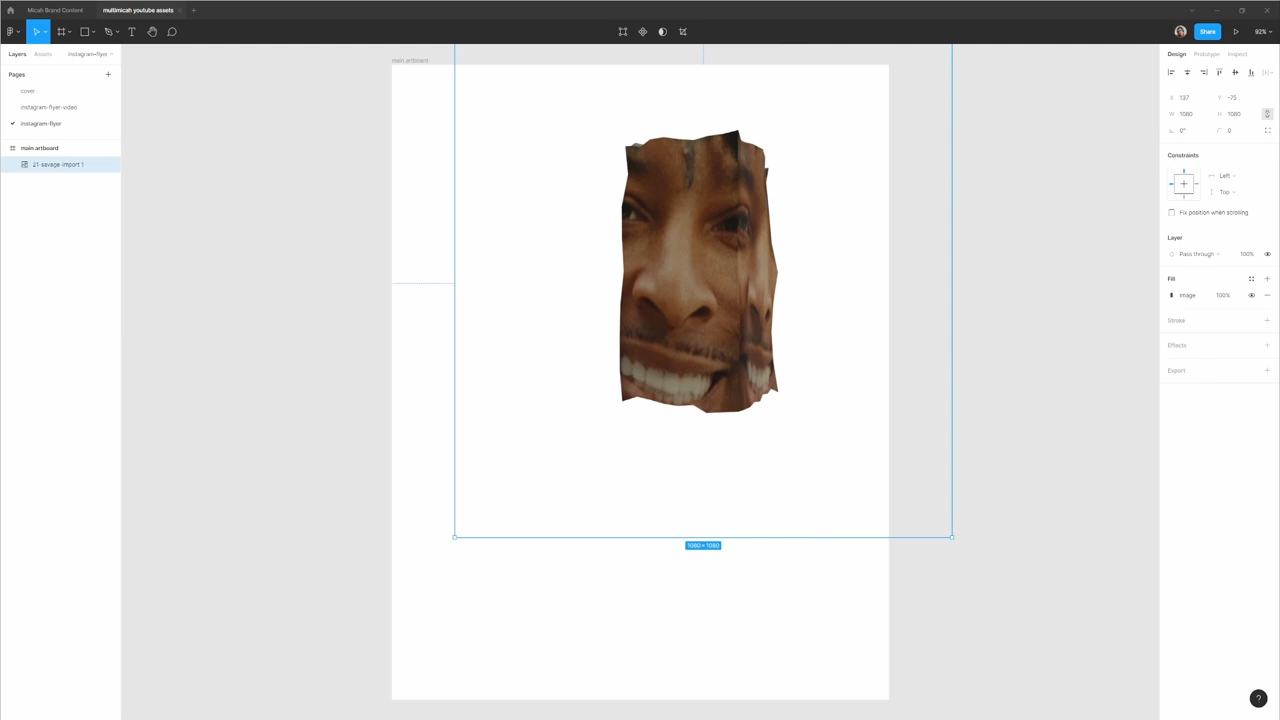 Micah Brand Content
multimicah youtube assets
Share
92%
Layers
Assets
instagram-flyer
Pages
cover
instagram-flyer-video
instagram-flyer
main artboard
21-savage-import 1
main artboard
1080 × 1080
Design
Prototype
Inspect
X 137
Y -75
W 1080
H 1080
0°
0
Constraints
Left
Top
Fix position when scrolling
Layer
Pass through
100%
Fill
Image
100%
Stroke
Effects
Export
?